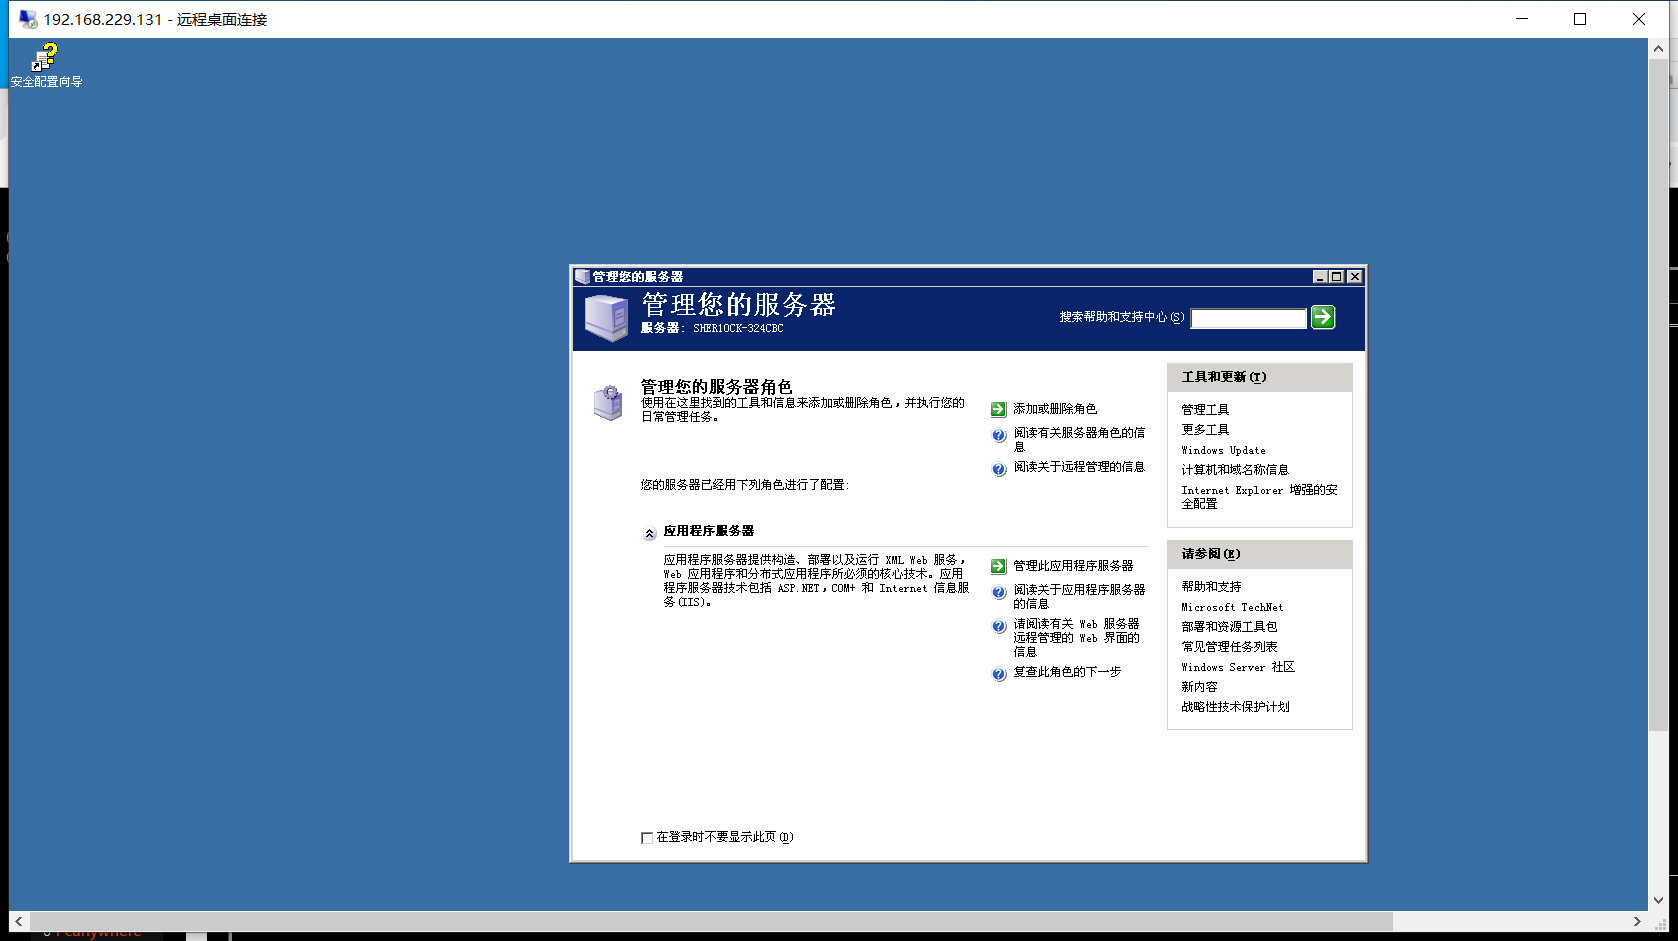 192.168.229.131 - 远程桌面连接
安全配置向导
管理您的服务器
管理您的服务器
服务器: SHER10CK-324CBC
搜索帮助和支持中心(S)
管理您的服务器角色
使用在这里找到的工具和信息来添加或删除角色，并执行您的
日常管理任务。
添加或删除角色
阅读有关服务器角色的信
息
阅读关于远程管理的信息
您的服务器已经用下列角色进行了配置:
应用程序服务器
应用程序服务器提供构造、部署以及运行 XML Web 服务，
Web 应用程序和分布式应用程序所必须的核心技术。应用
程序服务器技术包括 ASP.NET，COM+ 和 Internet 信息服
务(IIS)。
管理此应用程序服务器
阅读关于应用程序服务器
的信息
请阅读有关 Web 服务器
远程管理的 Web 界面的
信息
复查此角色的下一步
工具和更新(T)
管理工具
更多工具
Windows Update
计算机和域名称信息
Internet Explorer 增强的安
全配置
请参阅(E)
帮助和支持
Microsoft TechNet
部署和资源工具包
常见管理任务列表
Windows Server 社区
新内容
战略性技术保护计划
在登录时不要显示此页(D)